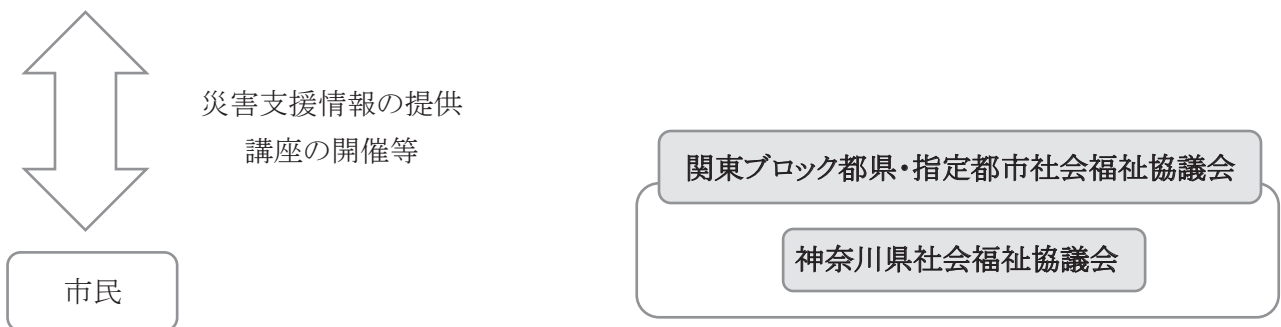 災害支援情報の提供
講座の開催等
関東ブロック都県・指定都市社会福祉協議会
神奈川県社会福祉協議会
市民